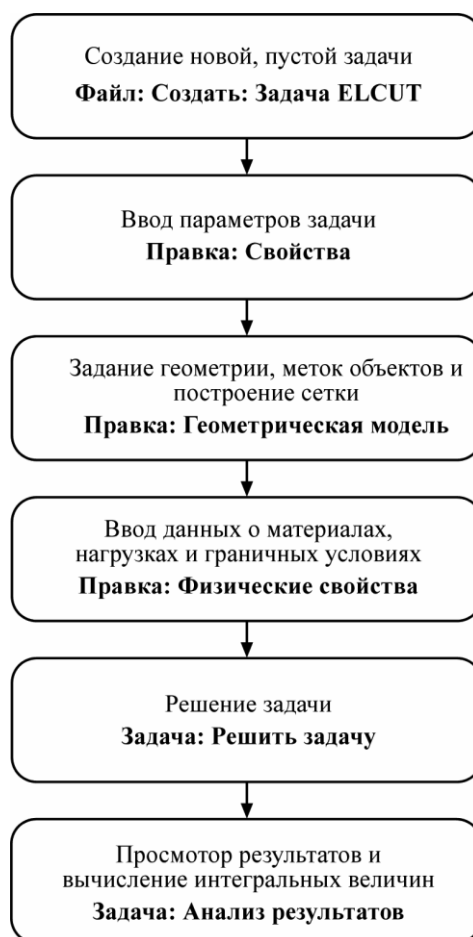 Создание новой, пустой задачи
Файл: Создать: Задача ELCUT
Ввод параметров задачи
Правка: Свойства
Задание геометрии, меток объектов и
построение сетки
Правка: Геометрическая модель
Ввод данных о материалах,
нагрузках и граничных условиях
Правка: Физические свойства
Решение задачи
Задача: Решить задачу
Просмотор результатов и
вычисление интегральных величин
Задача: Анализ результатов